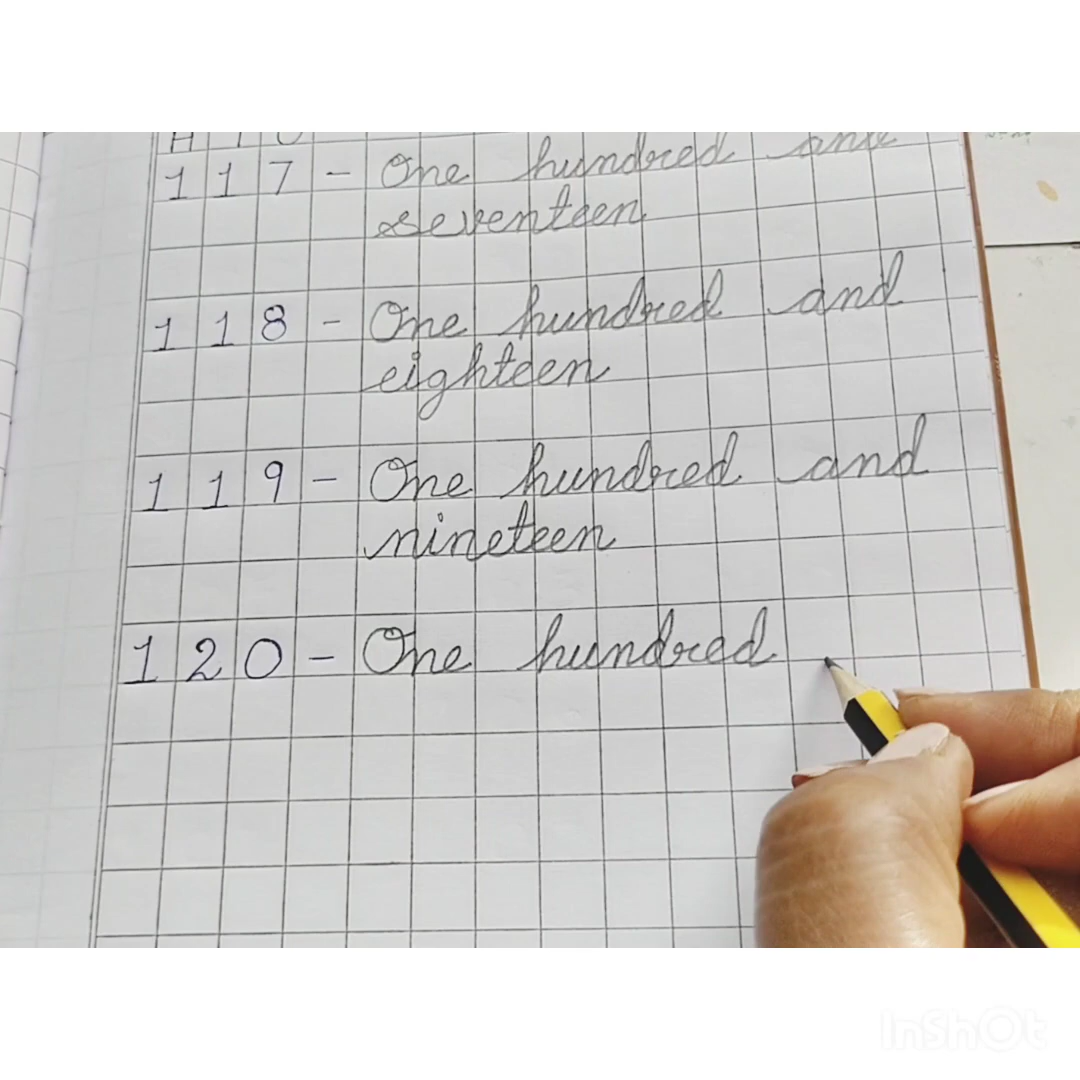 H T O
117 - One hundred and
seventeen
118 - One hundred and
eighteen
119 - One hundred and
nineteen
120 - One hundred
InShOt